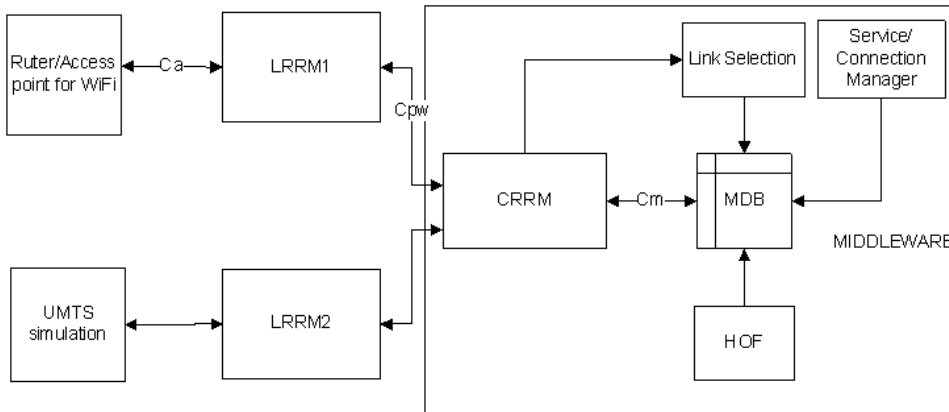 Ruter/Access
point for WiFi
Ca
LRRM1
Cpw
Link Selection
Service/
Connection
Manager
CRRM
Cm
MDB
MIDDLEWARE
UMTS
simulation
LRRM2
HOF